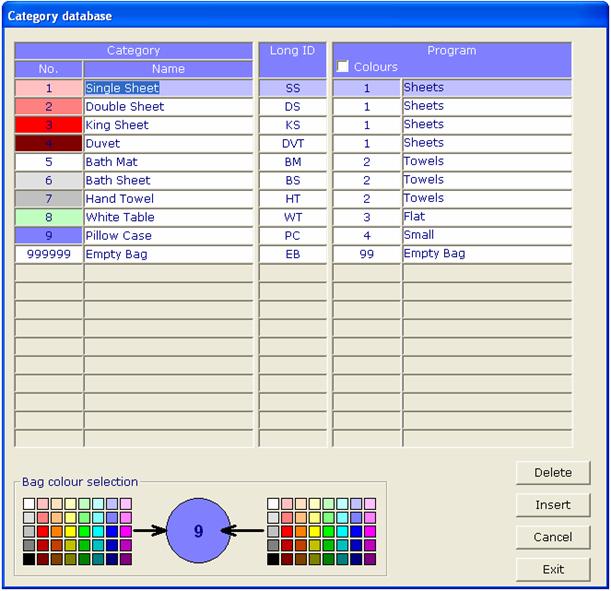 Category database
Category Long ID Program
No. Name Colours
1 Single Sheet SS 1 Sheets
2 Double Sheet DS 1 Sheets
3 King Sheet KS 1 Sheets
4 Duvet DVT 1 Sheets
5 Bath Mat BM 2 Towels
6 Bath Sheet BS 2 Towels
7 Hand Towel HT 2 Towels
8 White Table WT 3 Flat
9 Pillow Case PC 4 Small
999999 Empty Bag EB 99 Empty Bag
Bag colour selection
9
Delete
Insert
Cancel
Exit